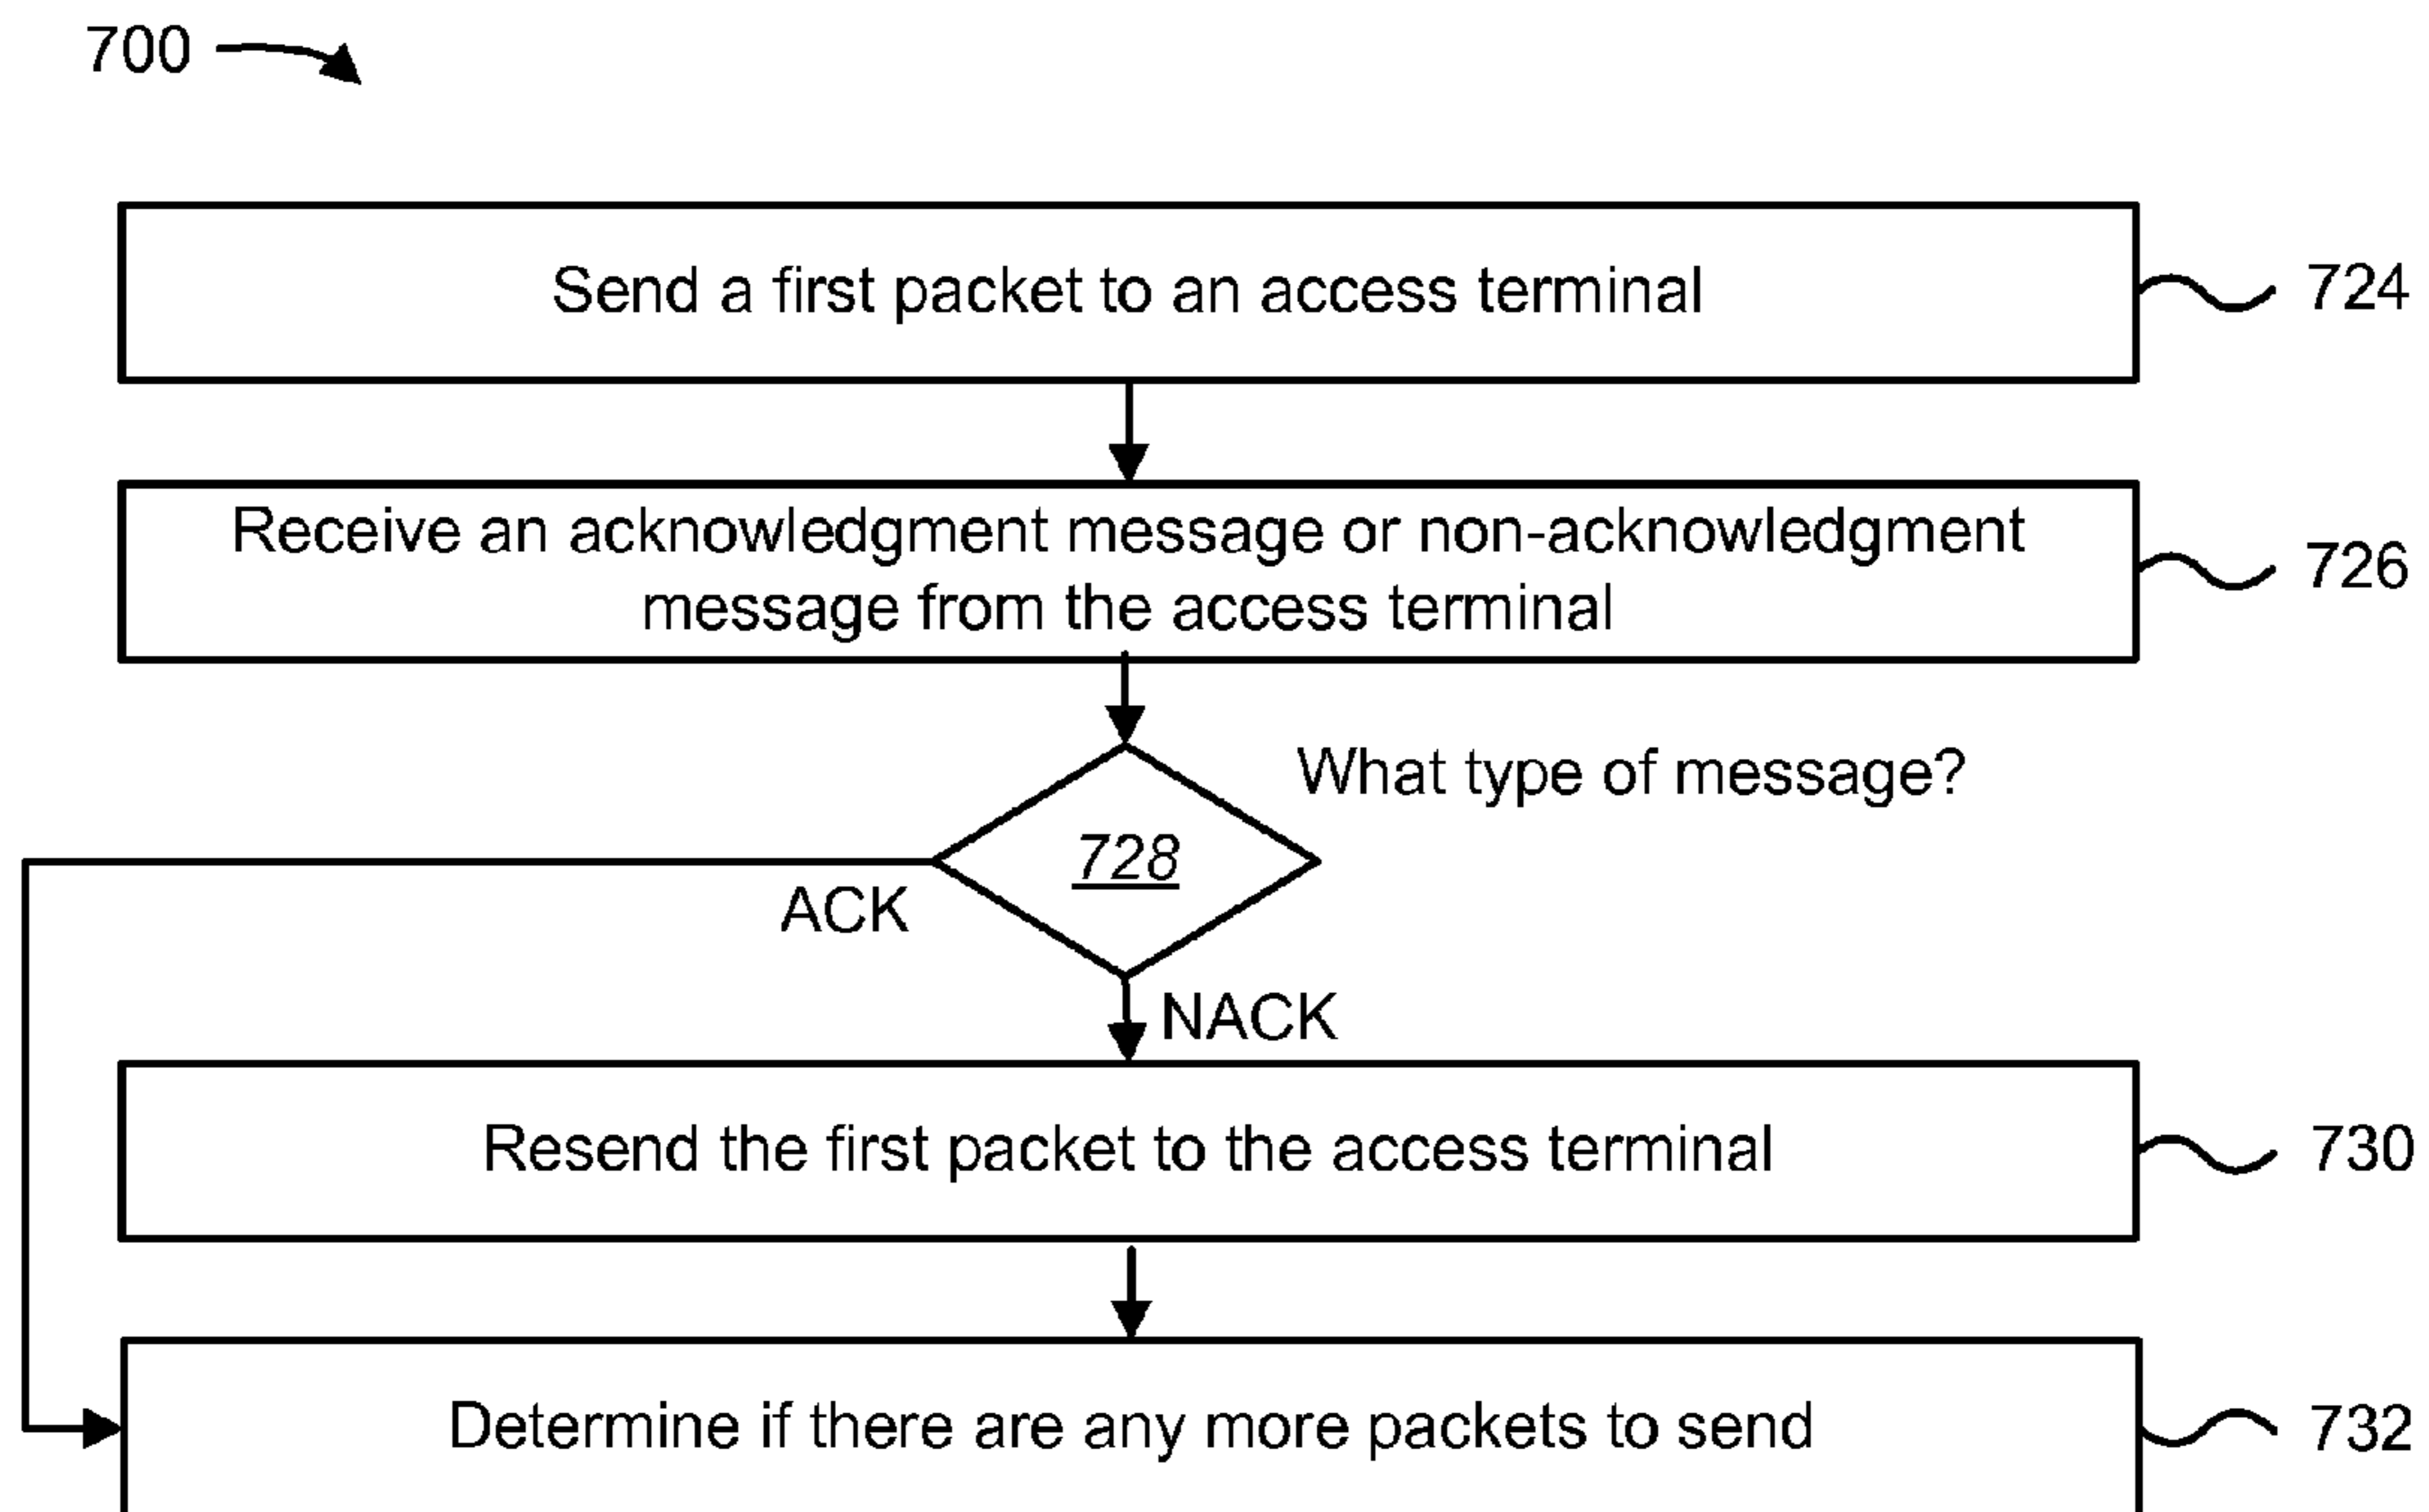 700
Send a first packet to an access terminal
724
Receive an acknowledgment message or non-acknowledgment
message from the access terminal
726
What type of message?
728
ACK
NACK
Resend the first packet to the access terminal
730
Determine if there are any more packets to send
732